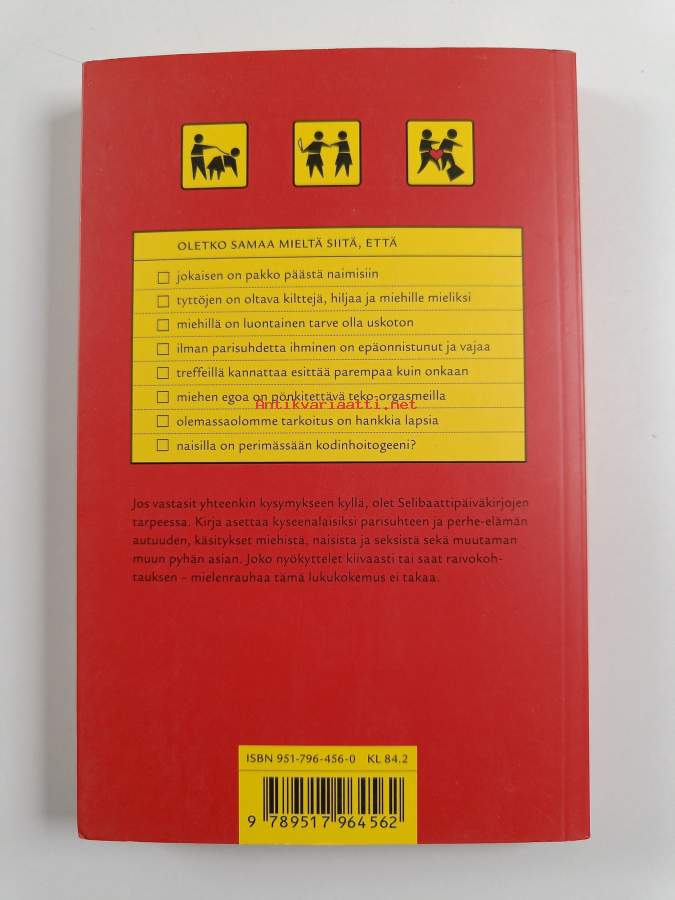 OLETKO SAMAA MIELTÄ SIITÄ, ETTÄ
jokaisen on pakko päästä naimisiin
tyttöjen on oltava kilttejä, hiljaa ja miehille mieliksi
miehillä on luontainen tarve olla uskoton
ilman parisuhdetta ihminen on epäonnistunut ja vajaa
treffeillä kannattaa esittää parempaa kuin onkaan
miehen egoa on pönkitettävä teko-orgasmeilla
Antikvariaatti.net
olemassaolomme tarkoitus on hankkia lapsia
naisilla on perimässään kodinhoitogeeni?
Jos vastasit yhteenkin kysymykseen kyllä, olet Selibaattipäiväkirjojen
tarpeessa. Kirja asettaa kyseenalaisiksi parisuhteen ja perhe-elämän
autuuden, käsitykset miehistä, naisista ja seksistä sekä muutaman
muun pyhän asian. Joko nyökyttelet kiivaasti tai saat raivokoh-
tauksen – mielenrauhaa tämä lukukokemus ei takaa.
ISBN 951-796-456-0 KL 84.2
9 789517 964562